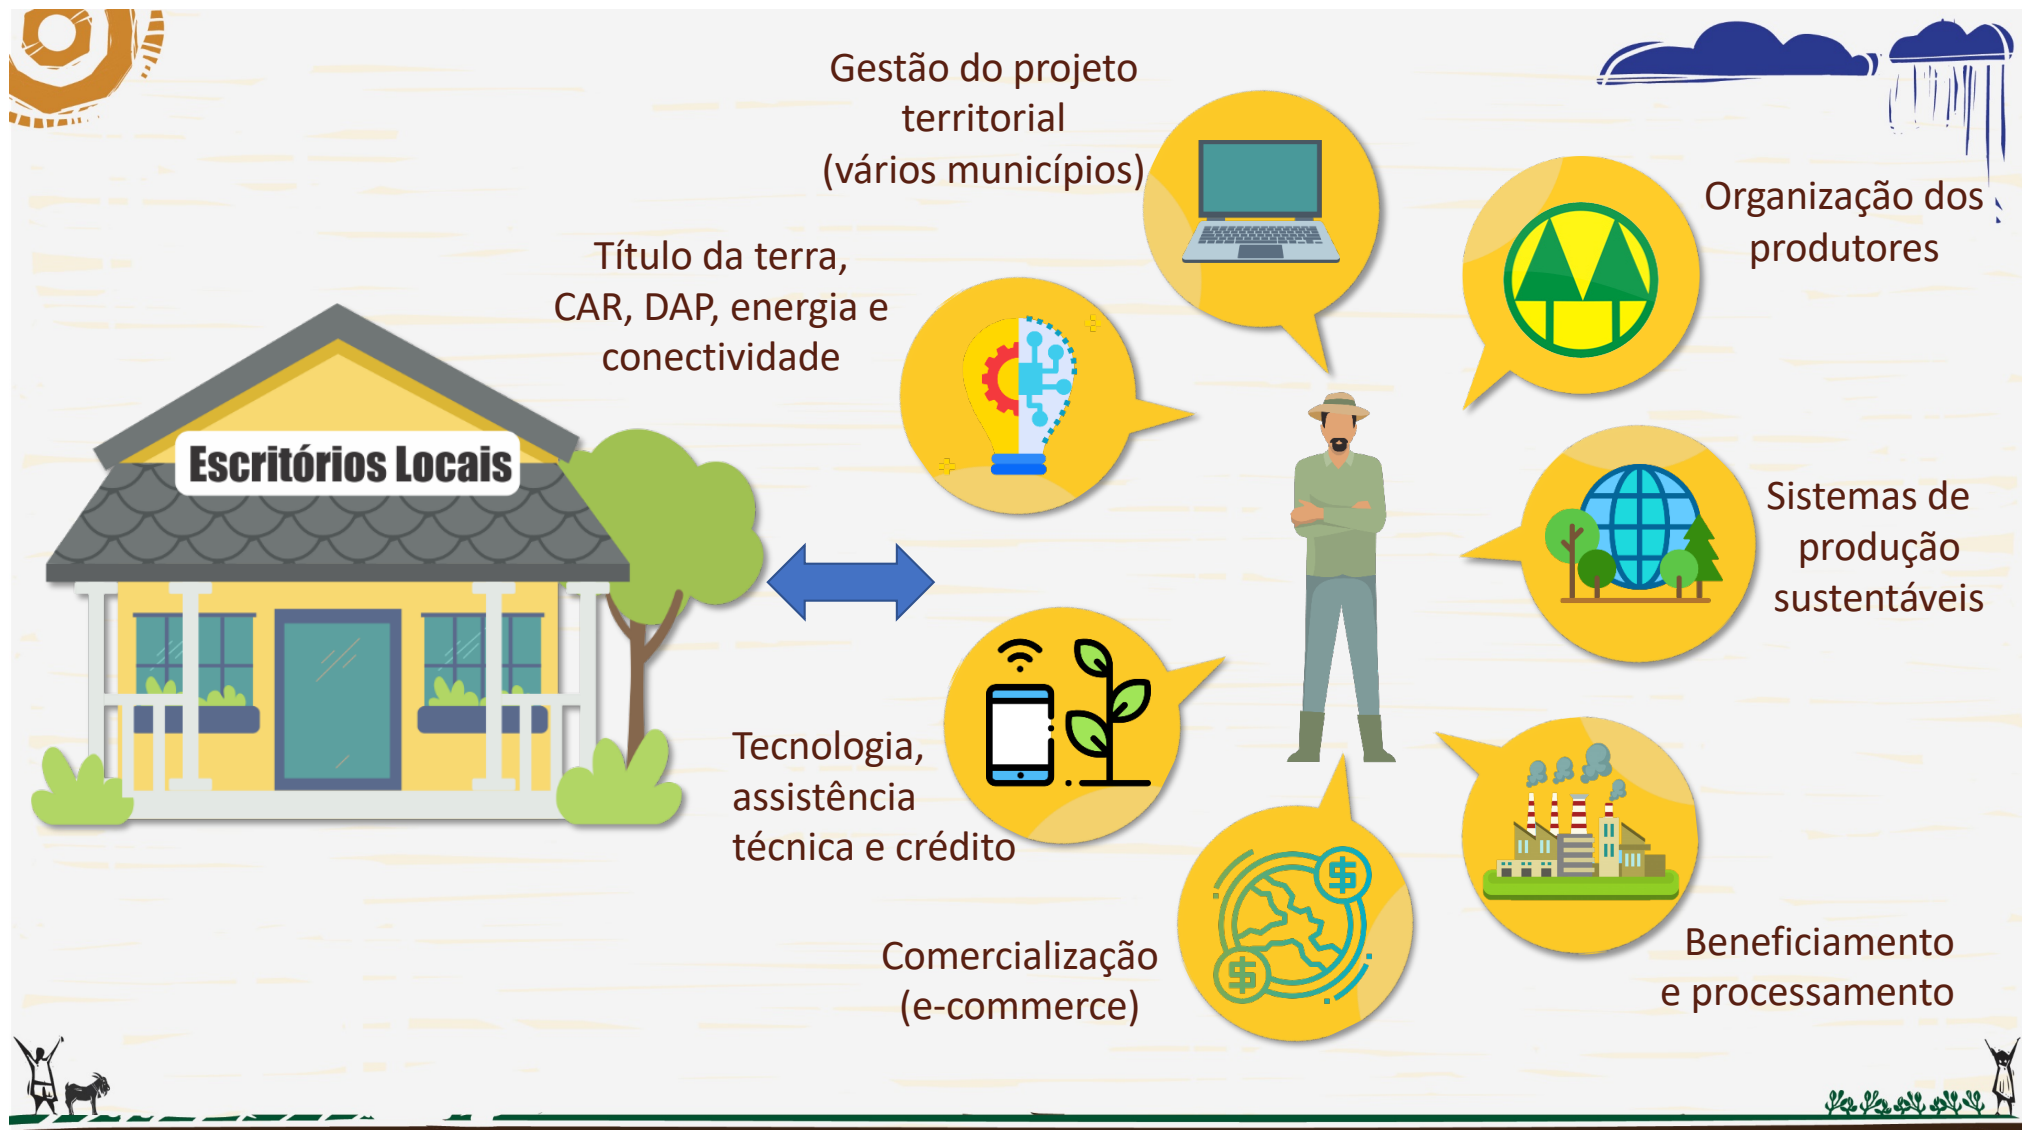 Gestão do projeto
territorial
(vários municípios)
Organização dos
produtores
Título da terra,
CAR, DAP, energia e
conectividade
Escritórios Locais
Sistemas de
produção
sustentáveis
Tecnologia,
assistência
técnica e crédito
Comercialização
(e-commerce)
Beneficiamento
e processamento